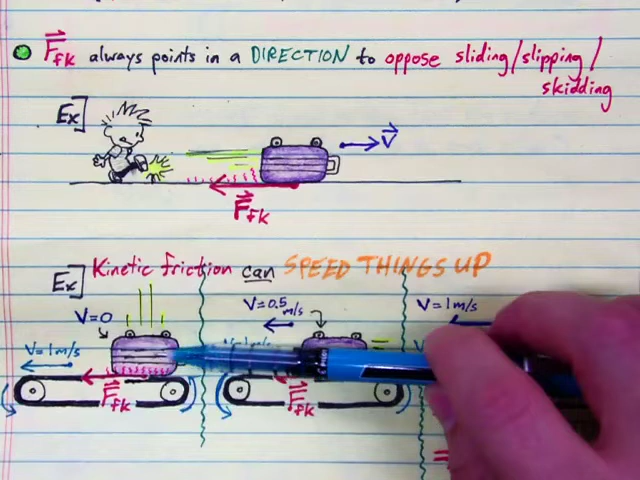 F fk always points in a DIRECTION to oppose sliding/slipping/
skidding
Ex]
V
F fk
Ex] Kinetic friction can SPEED THINGS UP
V=0
V=0.5 m/s
V=1m/s
V=1m/s
F fk
F fk